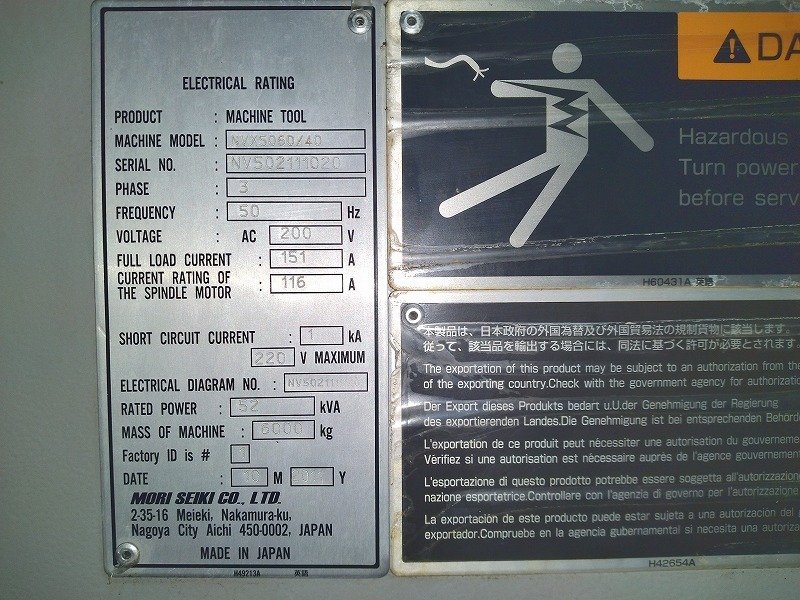 ELECTRICAL RATING
PRODUCT : MACHINE TOOL
MACHINE MODEL : NVX5060/40
SERIAL NO. : NV502111020
PHASE : 3
FREQUENCY : 50 Hz
VOLTAGE : AC 200 V
FULL LOAD CURRENT : 151 A
CURRENT RATING OF
THE SPINDLE MOTOR : 116 A
SHORT CIRCUIT CURRENT : 1 kA
220 V MAXIMUM
ELECTRICAL DIAGRAM NO. :
RATED POWER : 52 kVA
MASS OF MACHINE : 6000 kg
Factory ID is #
DATE : M Y
MORI SEIKI CO., LTD.
2-35-16 Meieki, Nakamura-ku,
Nagoya City Aichi 450-0002, JAPAN
MADE IN JAPAN
H49213A 英語
DA
Hazardous
Turn power
before serv
H60431A 英語
本製品は、日本政府の外国為替及び外国貿易法の規制貨物に該当します。
従って、該当品を輸出する場合には、同法に基づく許可が必要とされます。
The exportation of this product may be subject to an authorization from the
of the exporting country.Check with the government agency for authorizatio
Der Export dieses Produkts bedart u.U.der Genehmigung der Regierung
des exportierenden Landes.Die Genehmigung ist bei entsprechenden Behörde
L'exportation de ce produit peut nécessiter une autorisation du gouverneme
Vérifiez si une autorisation est nécessaire auprès de l'agence gouvernement
L'esportazione di questo prodotto potrebbe essere soggetta all'autorizzazion
nazione esportatrice.Controllare con l'agenzia di governo per l'autorizzazione
La exportación de este producto puede estar sujeta a una autorización del
exportador.Compruebe en la agencia gubernamental si necesita una autoriza
H42654A